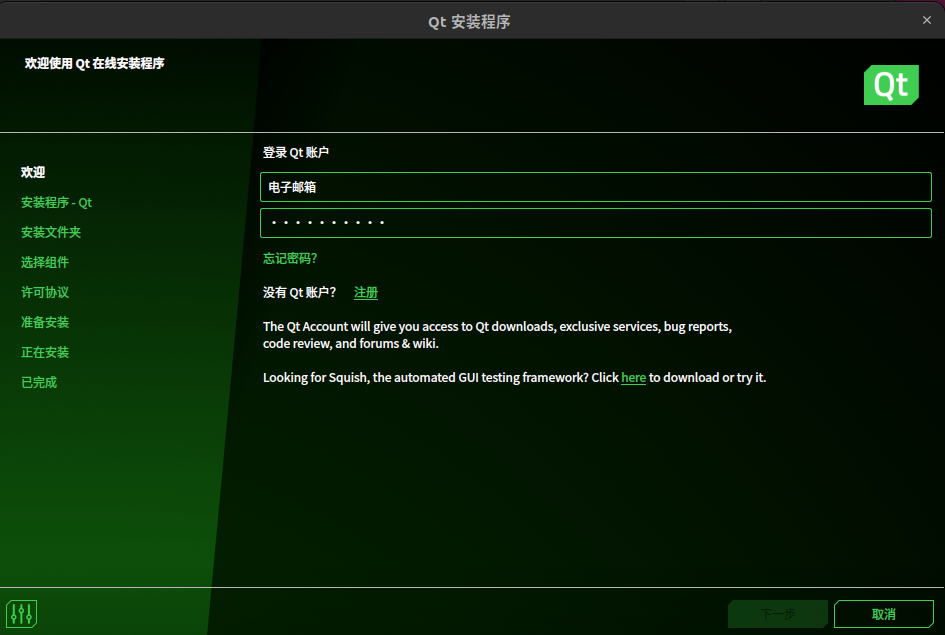 Qt 安装程序
×
欢迎使用 Qt 在线安装程序
Qt
欢迎
安装程序 - Qt
安装文件夹
选择组件
许可协议
准备安装
正在安装
已完成
登录 Qt 账户
电子邮箱
••••••••••
忘记密码?
没有 Qt 账户? 注册
The Qt Account will give you access to Qt downloads, exclusive services, bug reports,
code review, and forums & wiki.
Looking for Squish, the automated GUI testing framework? Click here to download or try it.
下一步
取消